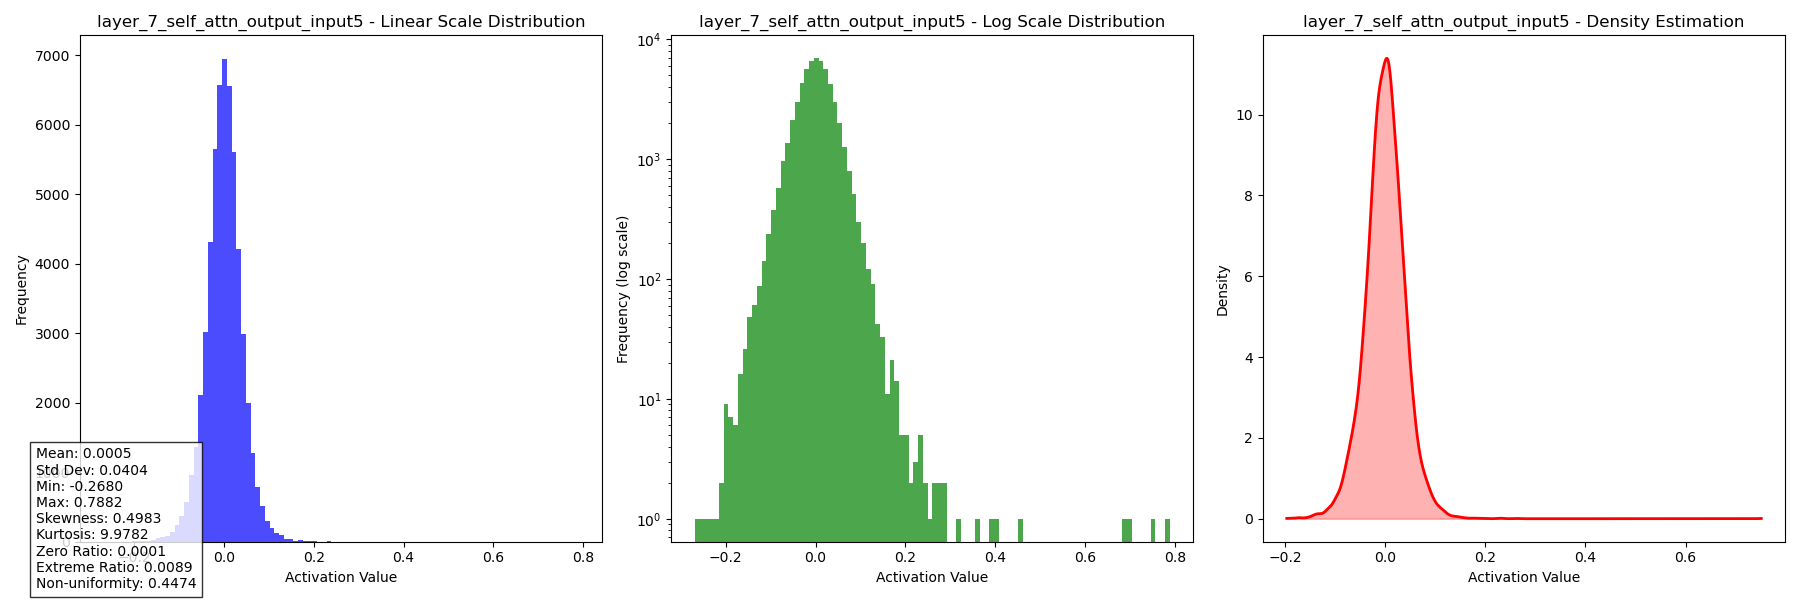 layer_7_self_attn_output_input5 - Linear Scale Distribution
7000
6000
5000
4000
3000
2000
1000
0
Frequency
0.0
0.2
0.4
0.6
0.8
Activation Value
Mean: 0.0005
Std Dev: 0.0404
Min: -0.2680
Max: 0.7882
Skewness: 0.4983
Kurtosis: 9.9782
Zero Ratio: 0.0001
Extreme Ratio: 0.0089
Non-uniformity: 0.4474
layer_7_self_attn_output_input5 - Log Scale Distribution
10⁴
10³
10²
10¹
10⁰
Frequency (log scale)
−0.2
0.0
0.2
0.4
0.6
0.8
Activation Value
layer_7_self_attn_output_input5 - Density Estimation
10
8
6
4
2
0
Density
−0.2
0.0
0.2
0.4
0.6
Activation Value